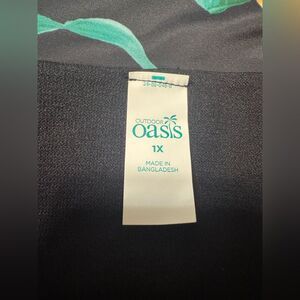 OUTDOOR
oasis
1X
MADE IN
BANGLADESH